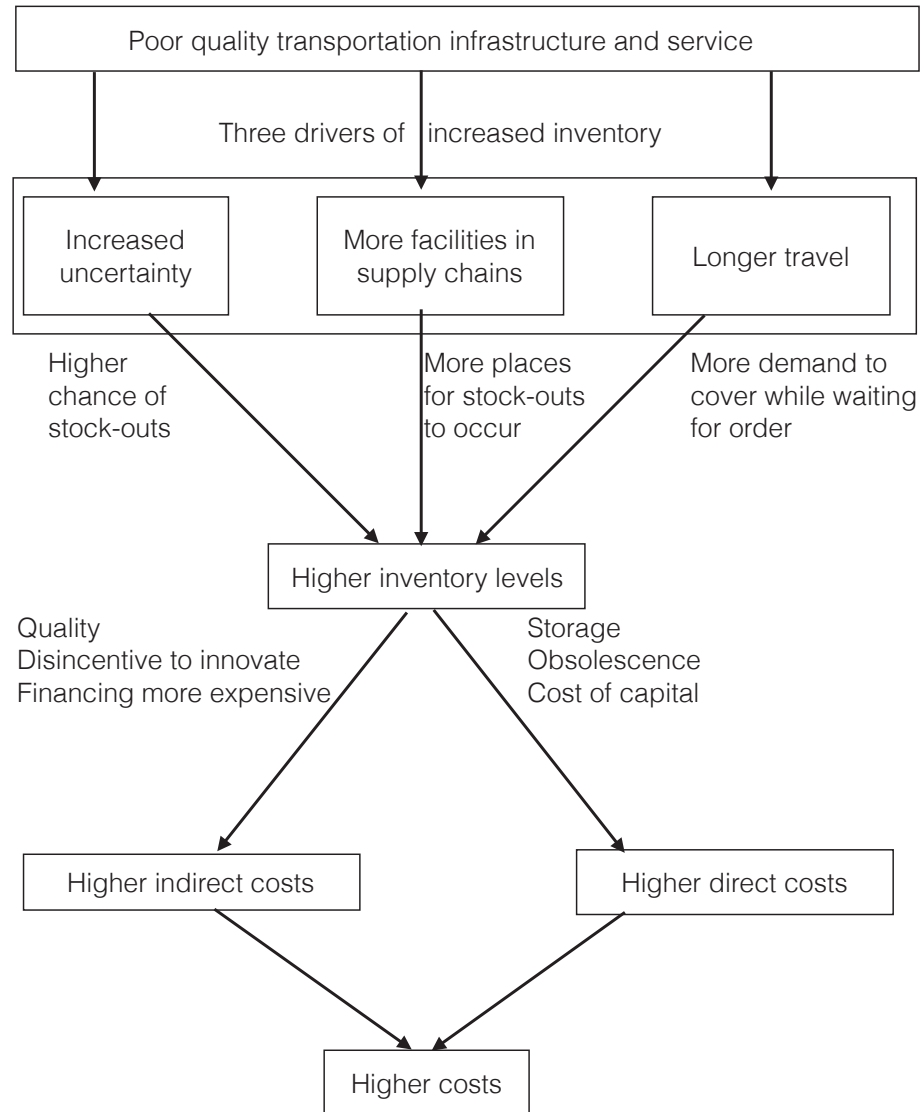 Poor quality transportation infrastructure and service
Three drivers of increased inventory
Increased
uncertainty
More facilities in
supply chains
Longer travel
Higher
chance of
stock-outs
More places
for stock-outs
to occur
More demand to
cover while waiting
for order
Higher inventory levels
Quality
Disincentive to innovate
Financing more expensive
Storage
Obsolescence
Cost of capital
Higher indirect costs
Higher direct costs
Higher costs